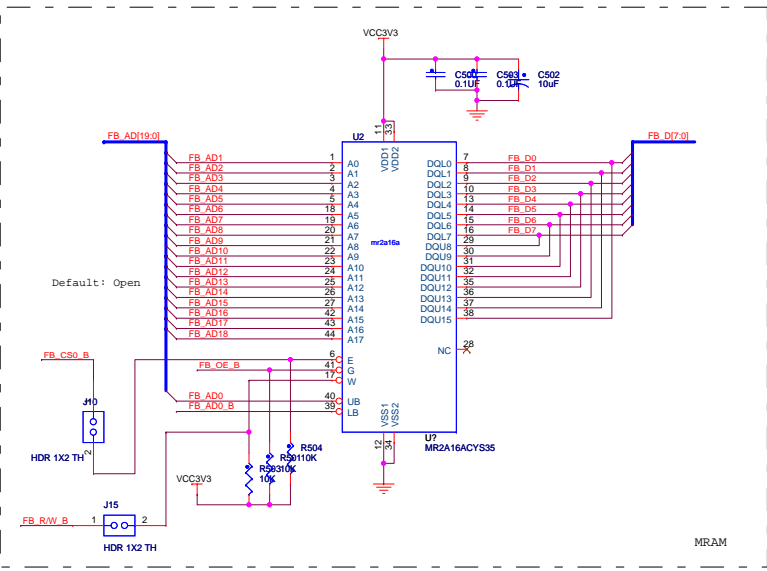 VCC3V3
C503
C502
0.1UF
0.1UF
10uF
U2
FB_AD[19:0]
FB_D[7:0]
11
33
VDD1
VDD2
FB_AD1 1 A0
FB_AD2 2 A1
FB_AD3 3 A2
FB_AD4 4 A3
FB_AD5 5 A4
FB_AD6 18 A5
FB_AD7 19 A6
FB_AD8 20 A7
FB_AD9 21 A8
FB_AD10 22 A9
FB_AD11 23 A10
FB_AD12 24 A11
FB_AD13 25 A12
FB_AD14 26 A13
FB_AD15 27 A14
FB_AD16 42 A15
FB_AD17 43 A16
FB_AD18 44 A17
mr2a16a
DQL0 7 FB_D0
DQL1 8 FB_D1
DQL2 9 FB_D2
DQL3 10 FB_D3
DQL4 13 FB_D4
DQL5 14 FB_D5
DQL6 15 FB_D6
DQL7 16 FB_D7
DQU8 29
DQU9 30
DQU10 31
DQU11 32
DQU12 35
DQU13 36
DQU14 37
DQU15 38
NC 28
Default: Open
FB_CS0_B
6 E
FB_OE_B 41 G
17 W
FB_AD0 40 UB
FB_AD0_B 39 LB
VSS1
VSS2
12
34
U?
MR2A16ACYS35
J10
2
HDR 1X2 TH
R504
10K
10K
VCC3V3
J15
FB_R/W_B 1 2
HDR 1X2 TH
MRAM